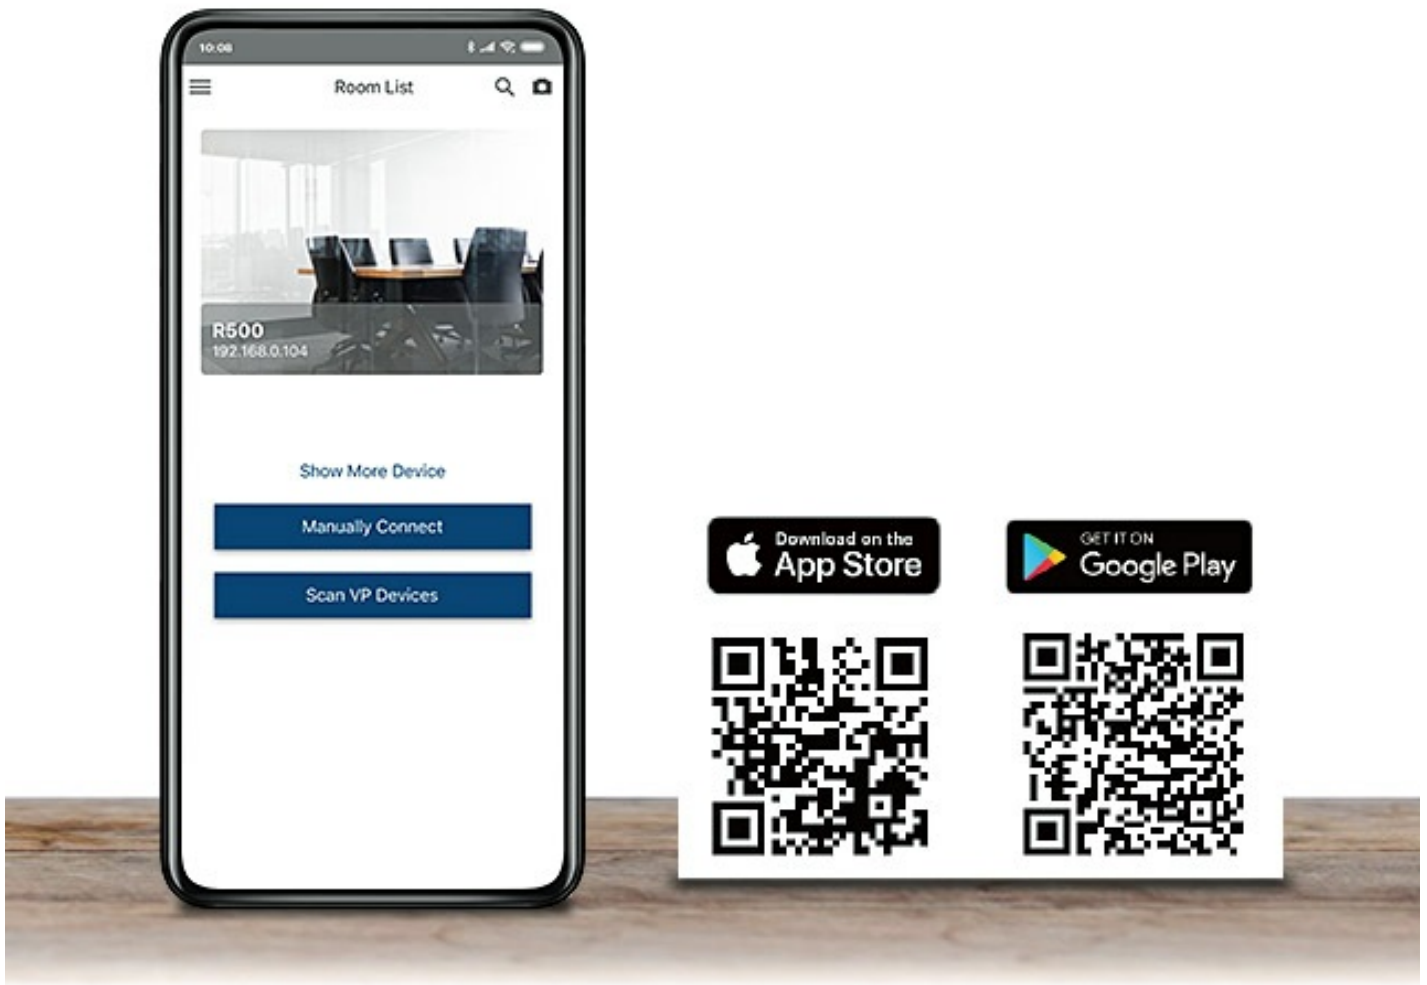 10:08
Room List
R500
192.168.0.104
Show More Device
Manually Connect
Scan VP Devices
Download on the
App Store
GET IT ON
Google Play